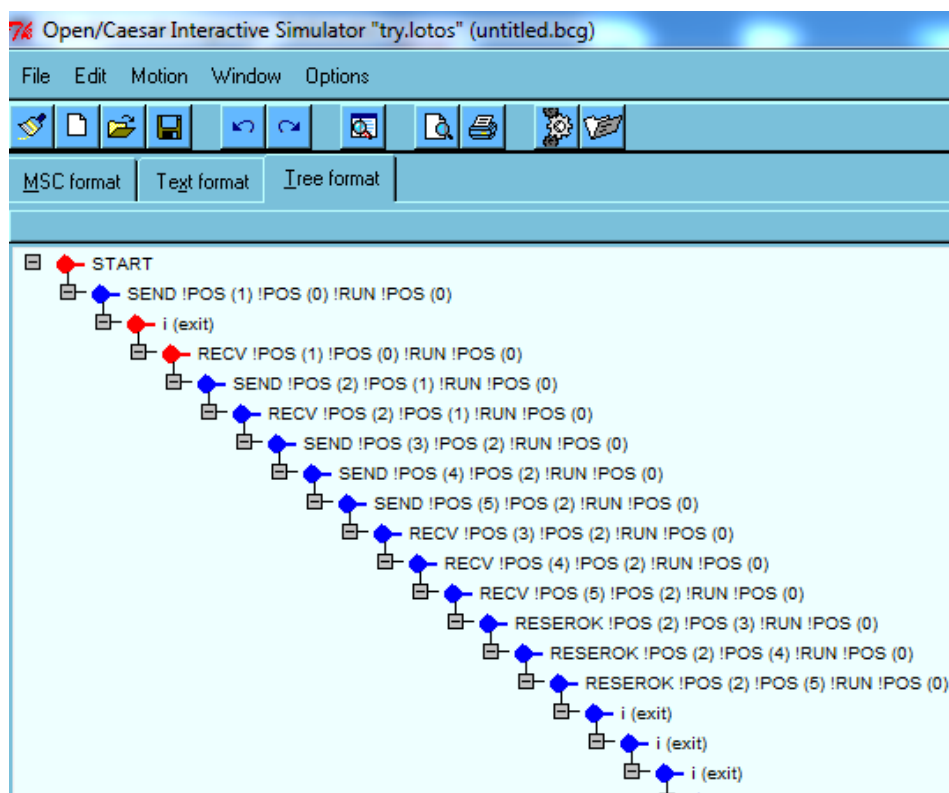 Open/Caesar Interactive Simulator "try.lotos" (untitled.bcg)
File Edit Motion Window Options
MSC format Text format Tree format
START
SEND !POS (1) !POS (0) !RUN !POS (0)
i (exit)
RECV !POS (1) !POS (0) !RUN !POS (0)
SEND !POS (2) !POS (1) !RUN !POS (0)
RECV !POS (2) !POS (1) !RUN !POS (0)
SEND !POS (3) !POS (2) !RUN !POS (0)
SEND !POS (4) !POS (2) !RUN !POS (0)
SEND !POS (5) !POS (2) !RUN !POS (0)
RECV !POS (3) !POS (2) !RUN !POS (0)
RECV !POS (4) !POS (2) !RUN !POS (0)
RECV !POS (5) !POS (2) !RUN !POS (0)
RESEROK !POS (2) !POS (3) !RUN !POS (0)
RESEROK !POS (2) !POS (4) !RUN !POS (0)
RESEROK !POS (2) !POS (5) !RUN !POS (0)
i (exit)
i (exit)
i (exit)